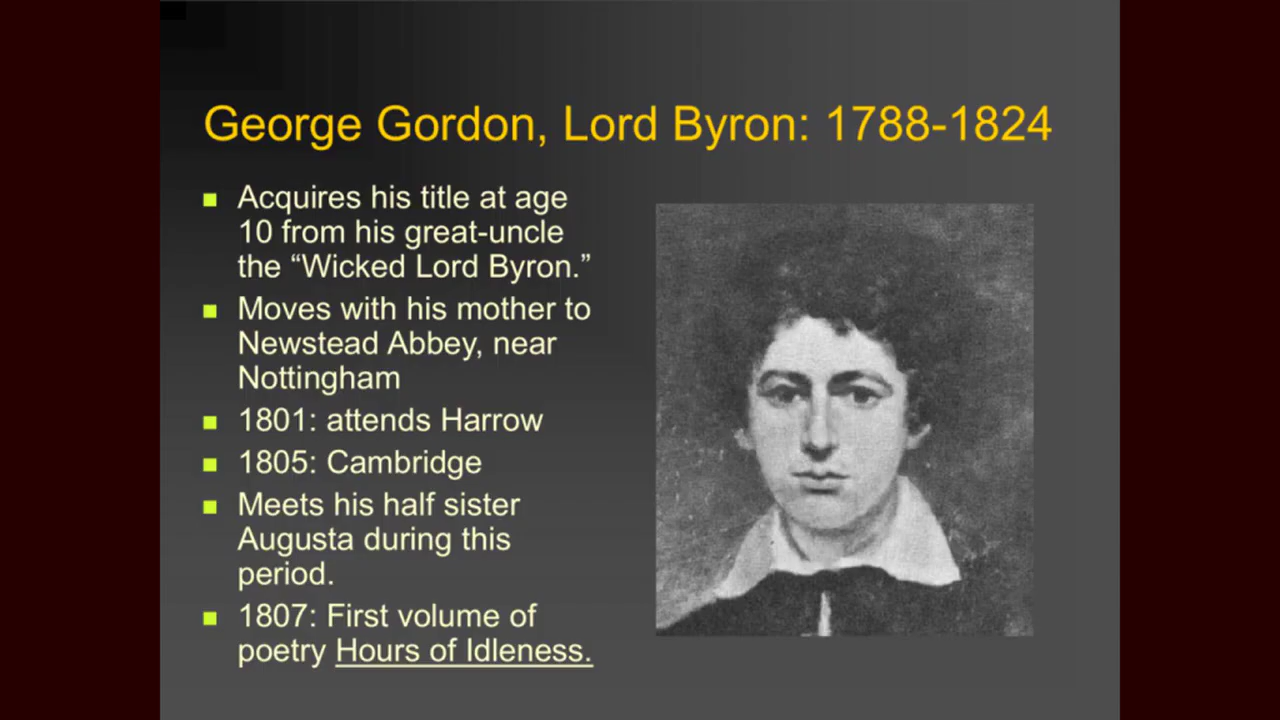 George Gordon, Lord Byron: 1788-1824
Acquires his title at age
10 from his great-uncle
the “Wicked Lord Byron.”
Moves with his mother to
Newstead Abbey, near
Nottingham
1801: attends Harrow
1805: Cambridge
Meets his half sister
Augusta during this
period.
1807: First volume of
poetry Hours of Idleness.